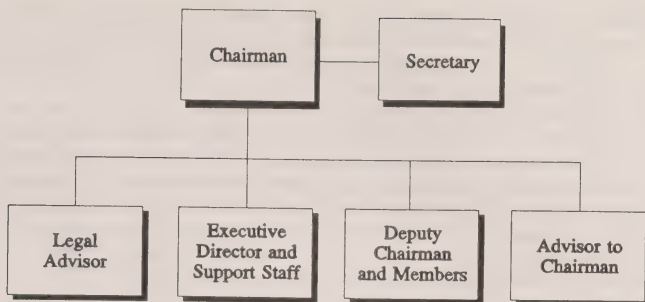 Chairman
Secretary
Legal
Advisor
Executive
Director and
Support Staff
Deputy
Chairman
and Members
Advisor to
Chairman